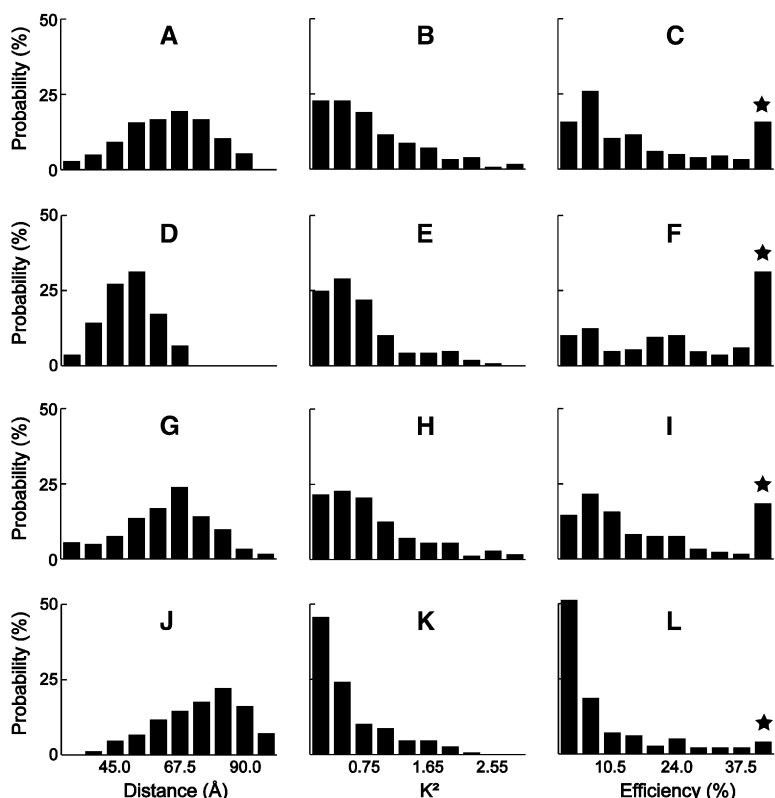 50 A B C
Probability (%)
25
0
50 D E F
Probability (%)
25
0
50 G H I
Probability (%)
25
0
50 J K L
Probability (%)
25
0
45.0 67.5 90.0 0.75 1.65 2.55 10.5 24.0 37.5
Distance (Å) K² Efficiency (%)